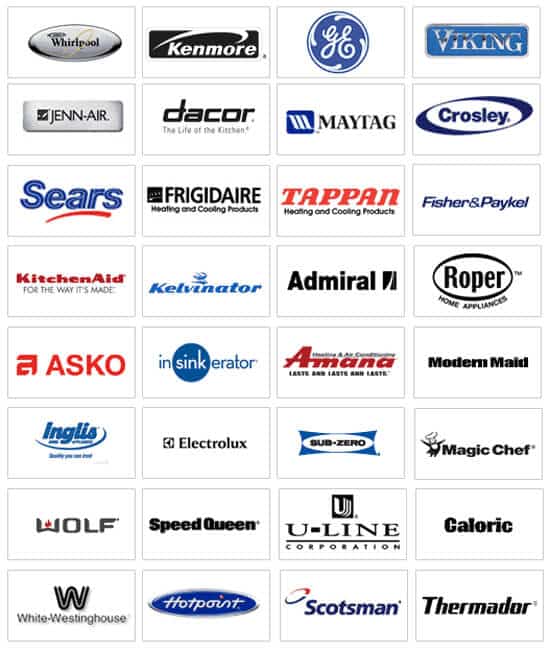 Whirlpool
Kenmore
GE
VIKING
JENN-AIR
dacor
The Life of the Kitchen.®
MAYTAG
Crosley
Sears
FRIGIDAIRE
Heating and Cooling Products
TAPPAN
Heating and Cooling Products
Fisher&Paykel
KitchenAid
FOR THE WAY IT'S MADE.
Kelvinator
Admiral
Roper™
HOME APPLIANCES
ASKO
insinkerator
Heating & Air Conditioning
Amana
LASTS AND LASTS AND LASTS.
Modern Maid
Inglis
Quality you can trust
Electrolux
SUB-ZERO
Magic Chef®
WOLF
Speed Queen
U-LINE
CORPORATION
Caloric
White-Westinghouse
Hotpoint
Scotsman
Thermador